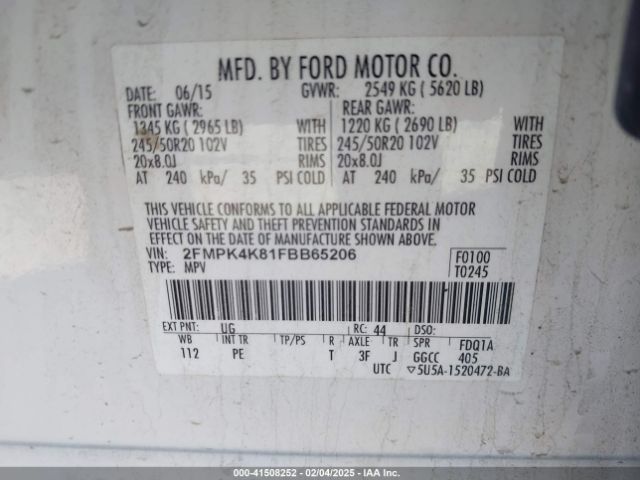 MFD. BY FORD MOTOR CO.
DATE: 06/15 GVWR: 2549 KG ( 5620 LB)
FRONT GAWR: REAR GAWR:
1345 KG ( 2965 LB) WITH 1220 KG ( 2690 LB) WITH
245/50R20 102V TIRES 245/50R20 102V TIRES
20x8.0J RIMS 20x8.0J RIMS
AT 240 kPa/ 35 PSI COLD AT 240 kPa/ 35 PSI COLD
THIS VEHICLE CONFORMS TO ALL APPLICABLE FEDERAL MOTOR
VEHICLE SAFETY AND THEFT PREVENTION STANDARDS IN
EFFECT ON THE DATE OF MANUFACTURE SHOWN ABOVE.
VIN: 2FMPK4K81FBB65206 F0100
TYPE: MPV T0245
EXT PNT: UG RC: 44 DSO:
WB INT TR TP/PS R AXLE TR SPR FDQ1A
112 PE T 3F J GGCC 405
UTC ▽5U5A-1520472-BA
000-41508252 - 02/04/2025 - IAA Inc.